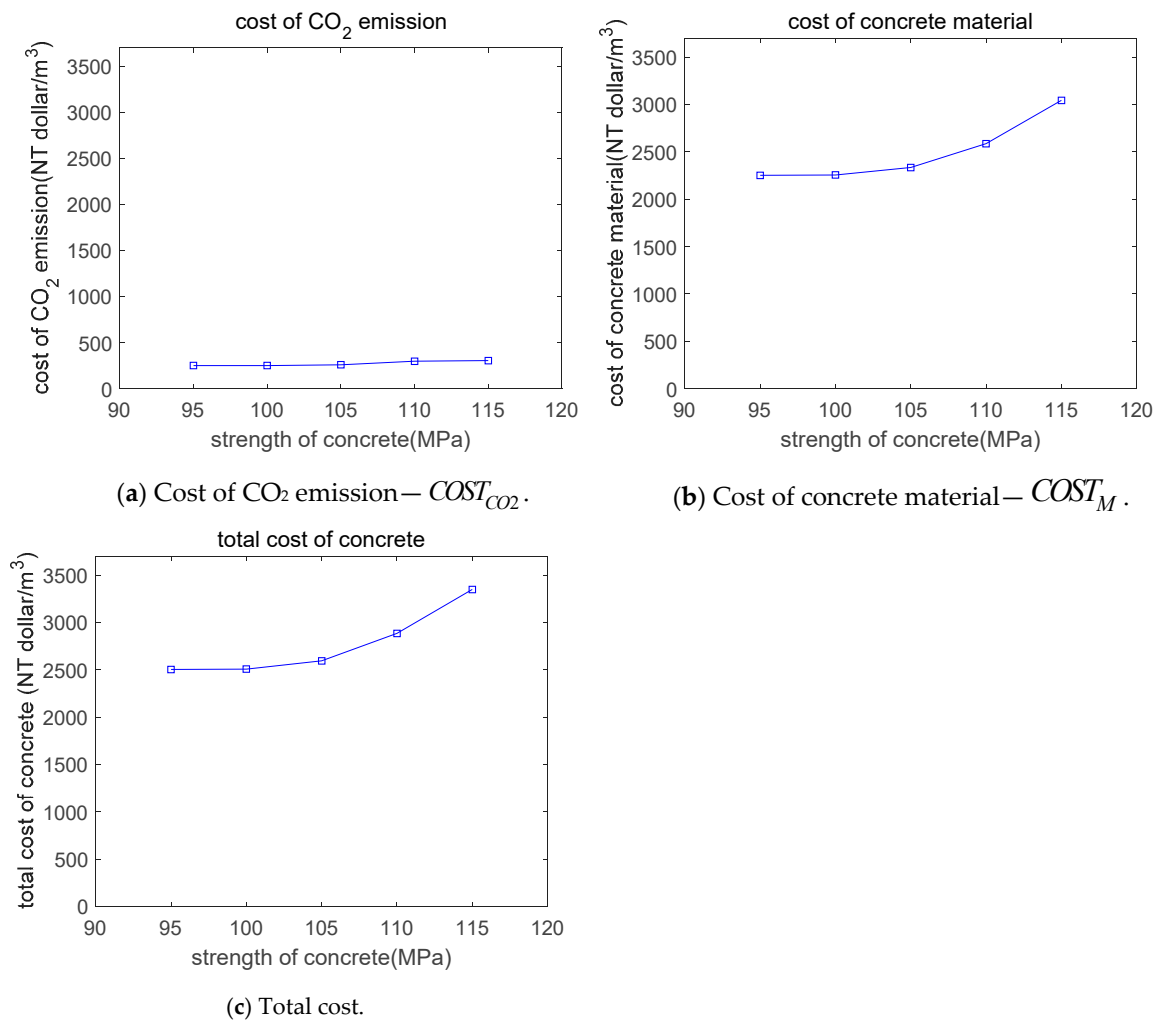 cost of CO2 emission
cost of CO2 emission(NT dollar/m3)
3500
3000
2500
2000
1500
1000
500
0
90 95 100 105 110 115 120
strength of concrete(MPa)
(a) Cost of CO2 emission— COST_CO2.
cost of concrete material
cost of concrete material(NT dollar/m3)
3500
3000
2500
2000
1500
1000
500
0
90 95 100 105 110 115 120
strength of concrete(MPa)
(b) Cost of concrete material— COST_M.
total cost of concrete
total cost of concrete (NT dollar/m3)
3500
3000
2500
2000
1500
1000
500
0
90 95 100 105 110 115 120
strength of concrete(MPa)
(c) Total cost.